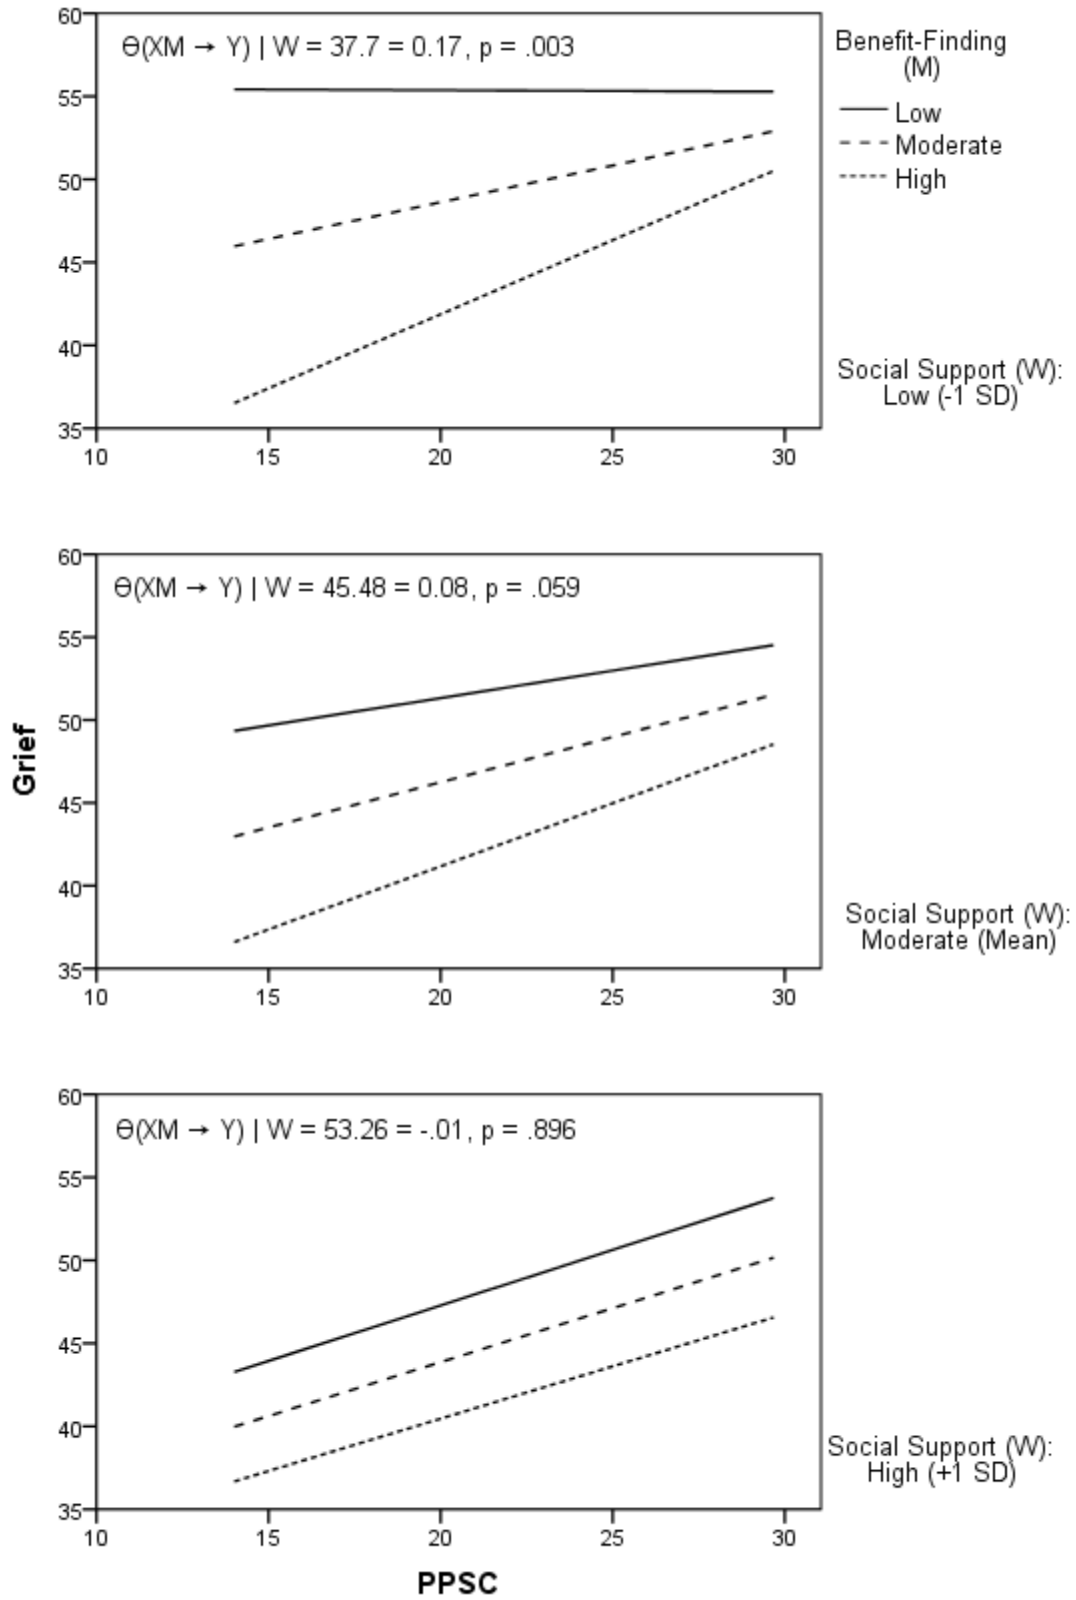 60
ϴ(XM → Y) | W = 37.7 = 0.17, p = .003
55
50
45
40
35
10 15 20 25 30
Benefit-Finding
(M)
Low
Moderate
High
Social Support (W):
Low (-1 SD)
60
ϴ(XM → Y) | W = 45.48 = 0.08, p = .059
55
50
45
40
35
10 15 20 25 30
Grief
Social Support (W):
Moderate (Mean)
60
ϴ(XM → Y) | W = 53.26 = -.01, p = .896
55
50
45
40
35
10 15 20 25 30
Social Support (W):
High (+1 SD)
PPSC